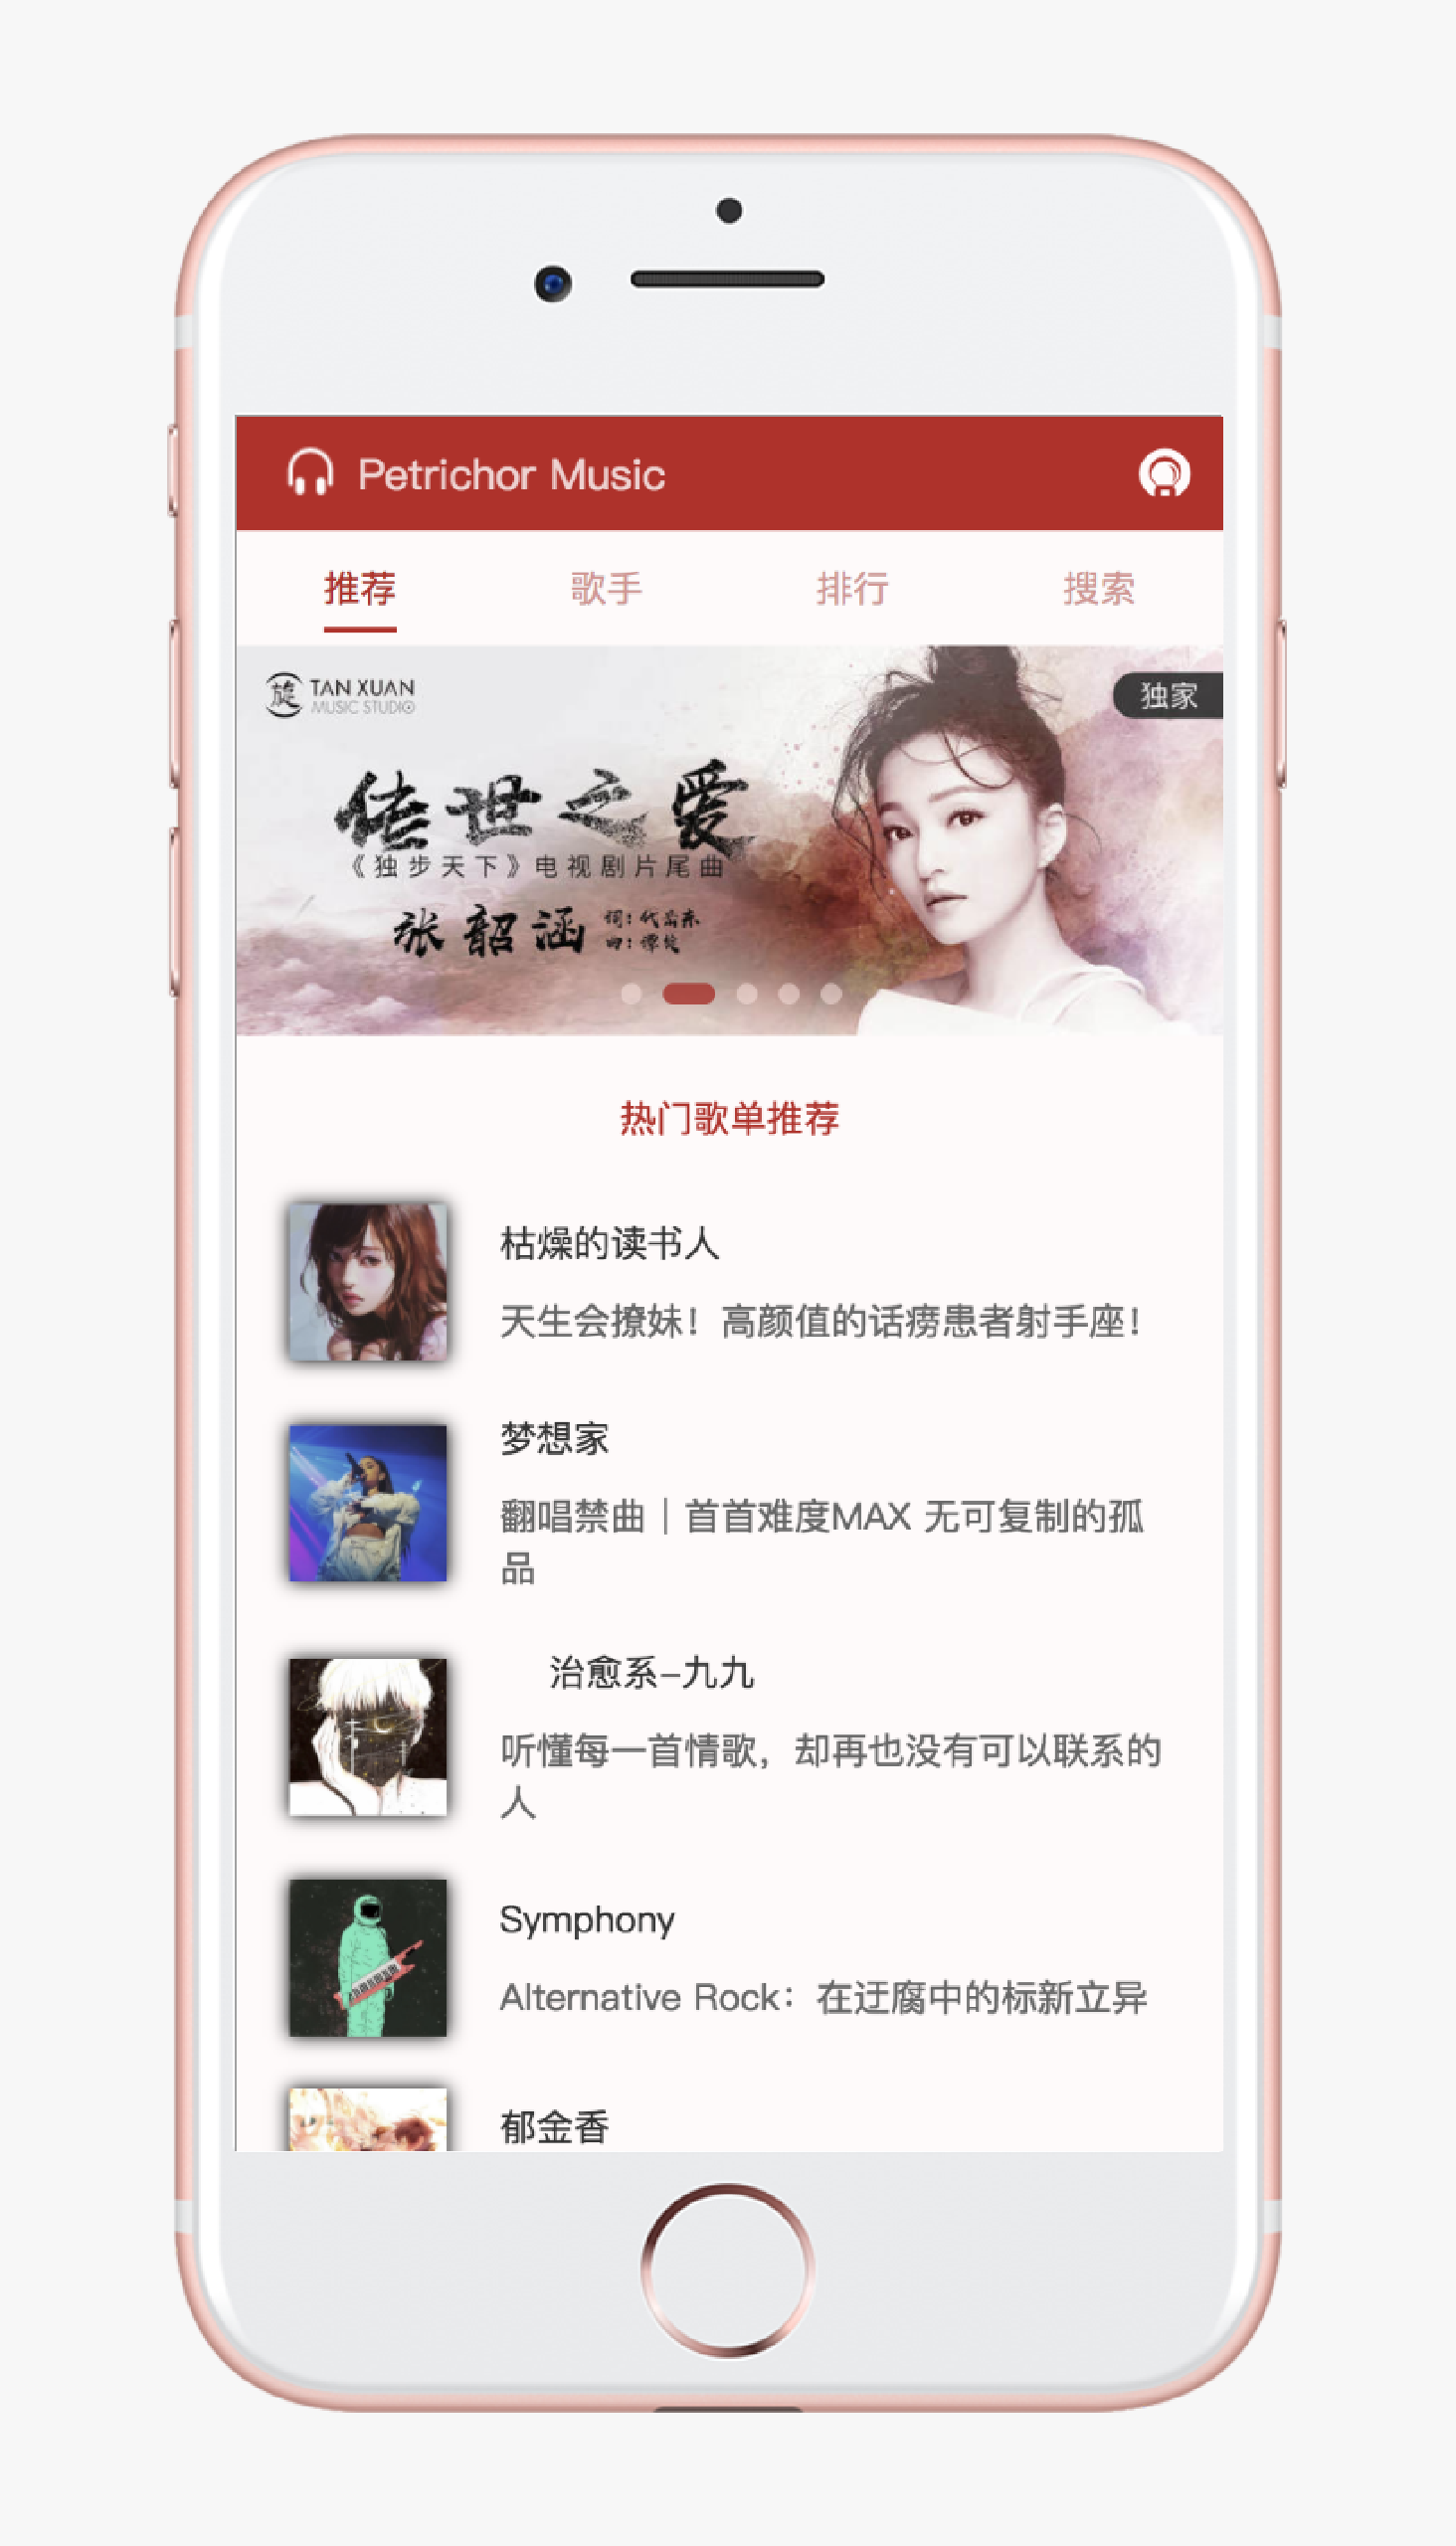 Petrichor Music
推荐
歌手
排行
搜索
TAN XUAN
MUSIC STUDIO
独家
传世之爱
《独步天下》电视剧片尾曲
张韶涵
词:代岳东
曲:谭旋
热门歌单推荐
枯燥的读书人
天生会撩妹！高颜值的话痨患者射手座！
梦想家
翻唱禁曲｜首首难度MAX 无可复制的孤
品
治愈系-九九
听懂每一首情歌，却再也没有可以联系的
人
Symphony
Alternative Rock：在迂腐中的标新立异
郁金香